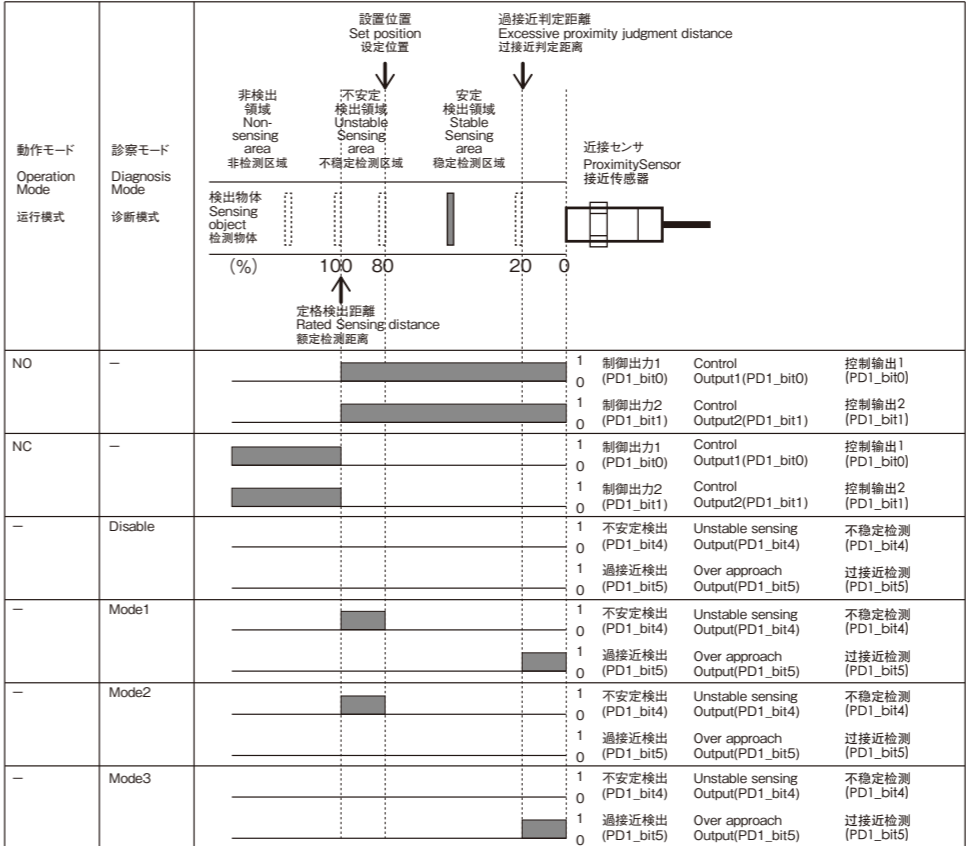 設置位置
Set position
设定位置
過接近判定距離
Excessive proximity judgment distance
过接近判定距离
非検出
領域
Non-
sensing
area
非检测区域
不安定
検出領域
Unstable
Sensing
area
不稳定检测区域
安定
検出領域
Stable
Sensing
area
稳定检测区域
近接センサ
ProximitySensor
接近传感器
動作モード
Operation
Mode
运行模式
診察モード
Diagnosis
Mode
诊断模式
検出物体
Sensing
object
检测物体
(%) 100 80 20 0
定格検出距離
Rated Sensing distance
额定检测距离
NO –
1 制御出力1 Control 控制输出1
0 (PD1_bit0) Output1(PD1_bit0) (PD1_bit0)
1 制御出力2 Control 控制输出2
0 (PD1_bit1) Output2(PD1_bit1) (PD1_bit1)
NC –
1 制御出力1 Control 控制输出1
0 (PD1_bit0) Output1(PD1_bit0) (PD1_bit0)
1 制御出力2 Control 控制输出2
0 (PD1_bit1) Output2(PD1_bit1) (PD1_bit1)
– Disable
1 不安定検出 Unstable sensing 不稳定检测
0 (PD1_bit4) Output(PD1_bit4) (PD1_bit4)
1 過接近検出 Over approach 过接近检测
0 (PD1_bit5) Output(PD1_bit5) (PD1_bit5)
– Mode1
1 不安定検出 Unstable sensing 不稳定检测
0 (PD1_bit4) Output(PD1_bit4) (PD1_bit4)
1 過接近検出 Over approach 过接近检测
0 (PD1_bit5) Output(PD1_bit5) (PD1_bit5)
– Mode2
1 不安定検出 Unstable sensing 不稳定检测
0 (PD1_bit4) Output(PD1_bit4) (PD1_bit4)
1 過接近検出 Over approach 过接近检测
0 (PD1_bit5) Output(PD1_bit5) (PD1_bit5)
– Mode3
1 不安定検出 Unstable sensing 不稳定检测
0 (PD1_bit4) Output(PD1_bit4) (PD1_bit4)
1 過接近検出 Over approach 过接近检测
0 (PD1_bit5) Output(PD1_bit5) (PD1_bit5)